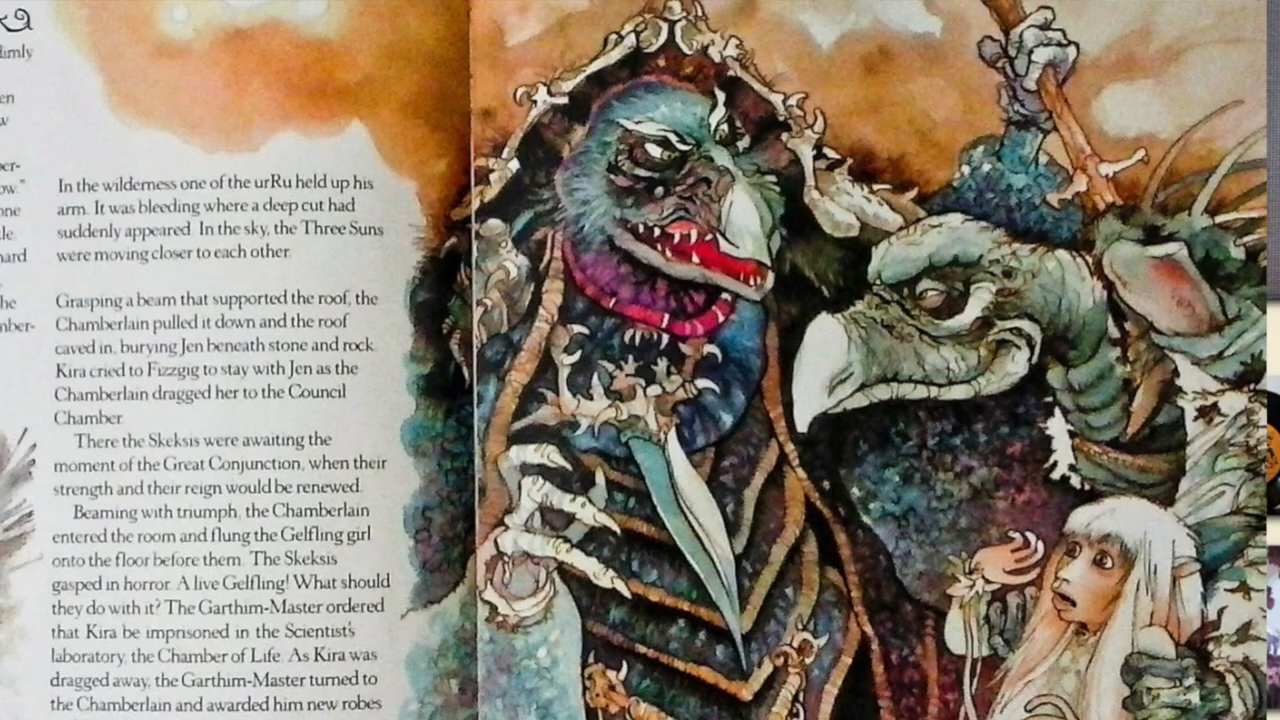 In the wilderness one of the urRu held up his
arm. It was bleeding where a deep cut had
suddenly appeared. In the sky, the Three Suns
were moving closer to each other.
Grasping a beam that supported the roof, the
Chamberlain pulled it down and the roof
caved in, burying Jen beneath stone and rock.
Kira cried to Fizzgig to stay with Jen as the
Chamberlain dragged her to the Council
Chamber.
There the Skeksis were awaiting the
moment of the Great Conjunction, when their
strength and their reign would be renewed.
Beaming with triumph, the Chamberlain
entered the room and flung the Gelfling girl
onto the floor before them. The Skeksis
gasped in horror. A live Gelfling! What should
they do with it? The Garthim-Master ordered
that Kira be imprisoned in the Scientist's
laboratory, the Chamber of Life. As Kira was
dragged away, the Garthim-Master turned to
the Chamberlain and awarded him new robes